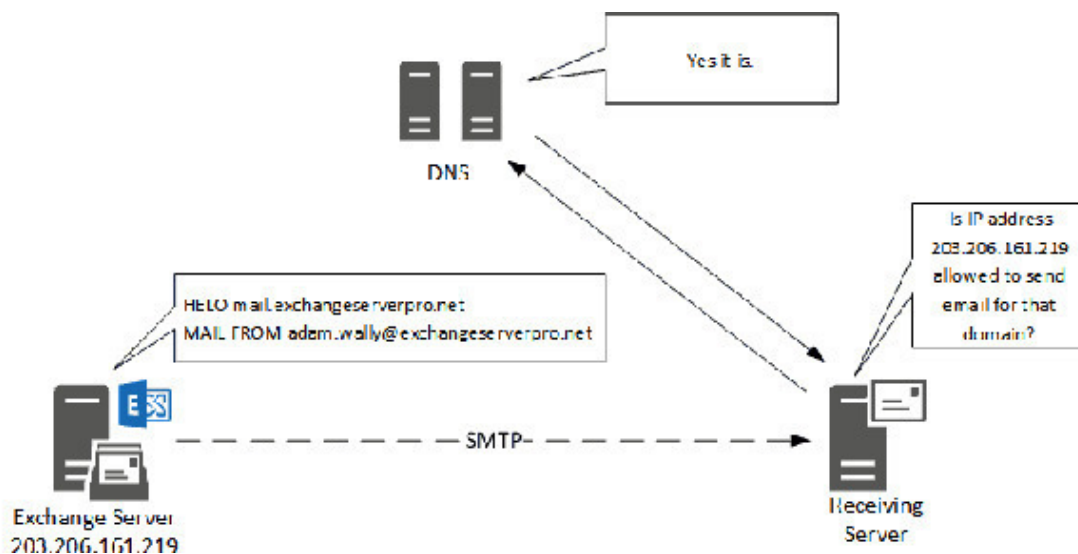 Yes it is.
DNS
Is IP address
203.206.161.219
allowed to send
email for that
domain?
HELO mail.exchangeserverpro.net
MAIL FROM adam.wally@exchangeserverpro.net
E
SMTP
Exchange Server
203.206.161.219
Receiving
Server